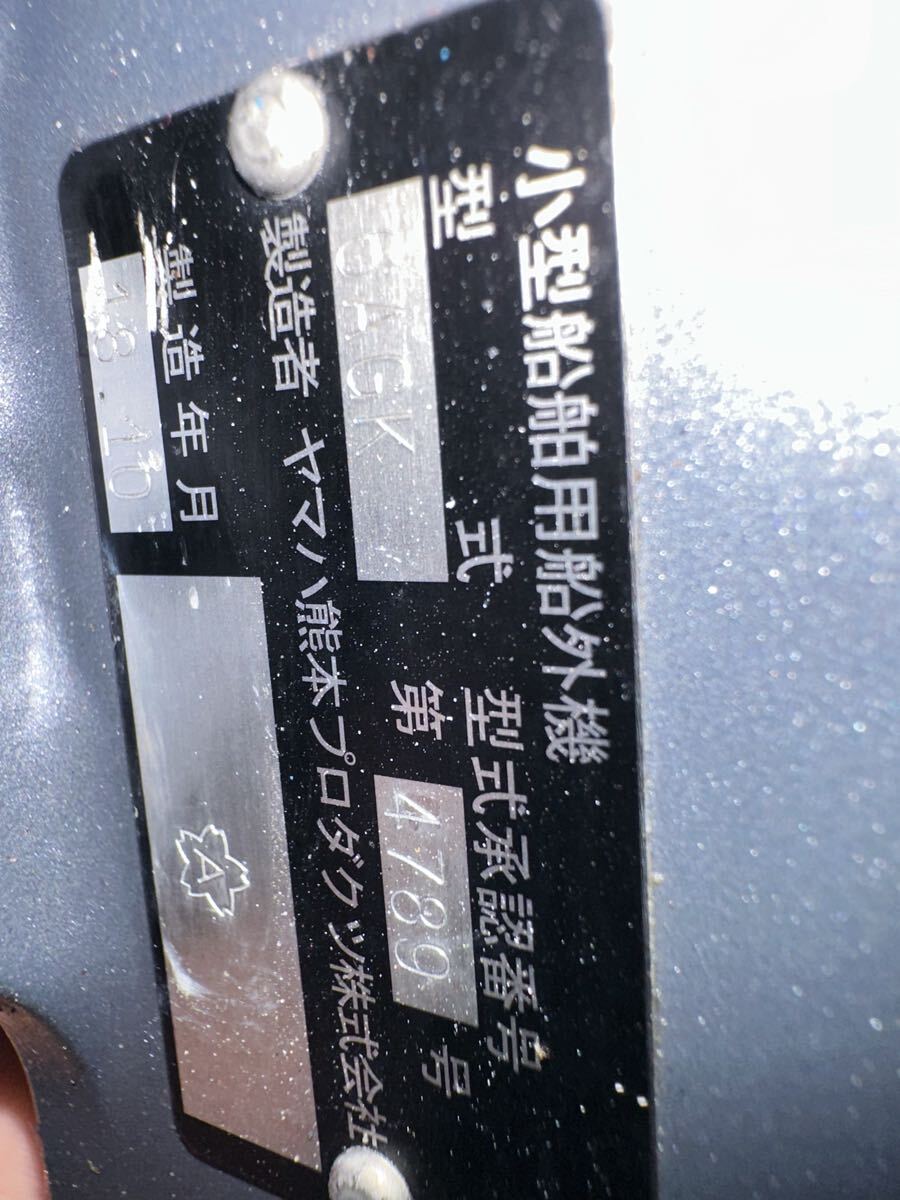 小型船舶用船外機
型式 型式承認番号
6AGK 第 4789 号
製造者 ヤマハ熊本プロダクツ株式会社
製造年月
18.10
A